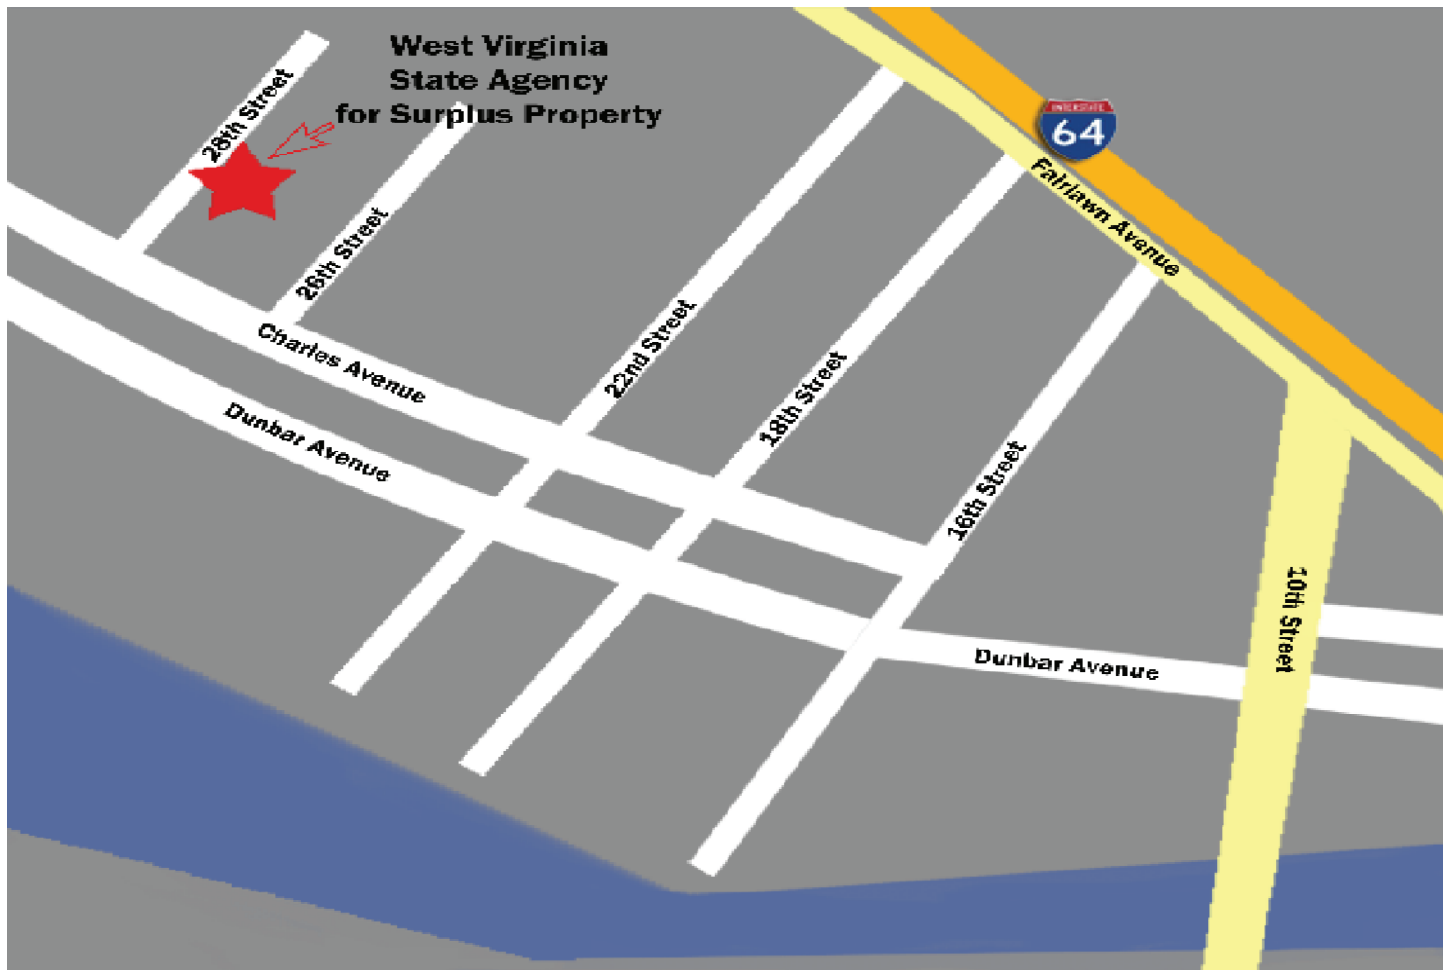 West Virginia
State Agency
for Surplus Property
28th Street
26th Street
INTERSTATE
64
Fairlawn Avenue
22nd Street
18th Street
16th Street
Charles Avenue
Dunbar Avenue
10th Street
Dunbar Avenue